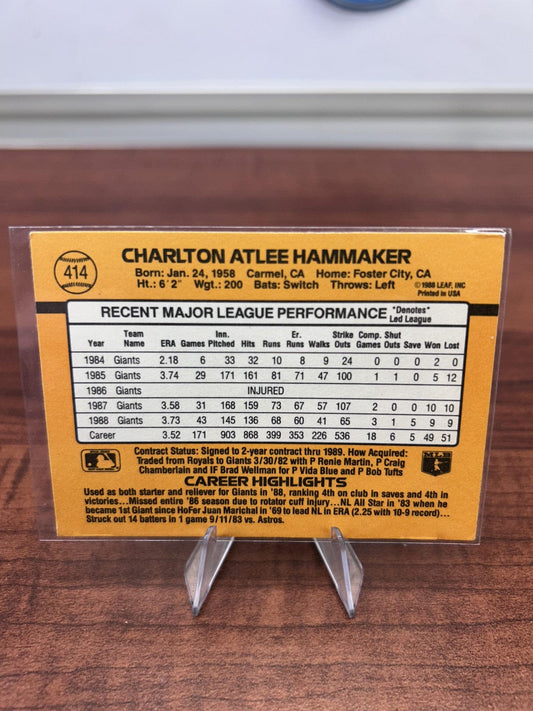 414
CHARLTON ATLEE HAMMAKER
Born: Jan. 24, 1958 Carmel, CA Home: Foster City, CA
Ht.: 6'2" Wgt.: 200 Bats: Switch Throws: Left
©1988 LEAF, INC
Printed in USA
RECENT MAJOR LEAGUE PERFORMANCE *Denotes* Led League
Year Team Name ERA Games Inn. Pitched Hits Runs Er. Runs Walks Strike Outs Comp. Games Shut Outs Save Won Lost
1984 Giants 2.18 6 33 32 10 8 9 24 0 0 0 2 0
1985 Giants 3.74 29 171 161 81 71 47 100 1 1 0 5 12
1986 Giants INJURED
1987 Giants 3.58 31 168 159 73 67 57 107 2 0 0 10 10
1988 Giants 3.73 43 145 136 68 60 41 65 3 1 5 9 9
Career 3.52 171 903 868 399 353 226 536 18 6 5 49 51
Contract Status: Signed to 2-year contract thru 1989. How Acquired:
Traded from Royals to Giants 3/30/82 with P Renie Martin, P Craig
Chamberlain and IF Brad Wellman for P Vida Blue and P Bob Tufts
CAREER HIGHLIGHTS
Used as both starter and reliever for Giants in '88, ranking 4th on club in saves and 4th in
victories...Missed entire '86 season due to rotator cuff injury...NL All Star in '83 when he
became 1st Giant since HoFer Juan Marichal in '69 to lead NL in ERA (2.25 with 10-9 record)...
Struck out 14 batters in 1 game 9/11/83 vs. Astros.